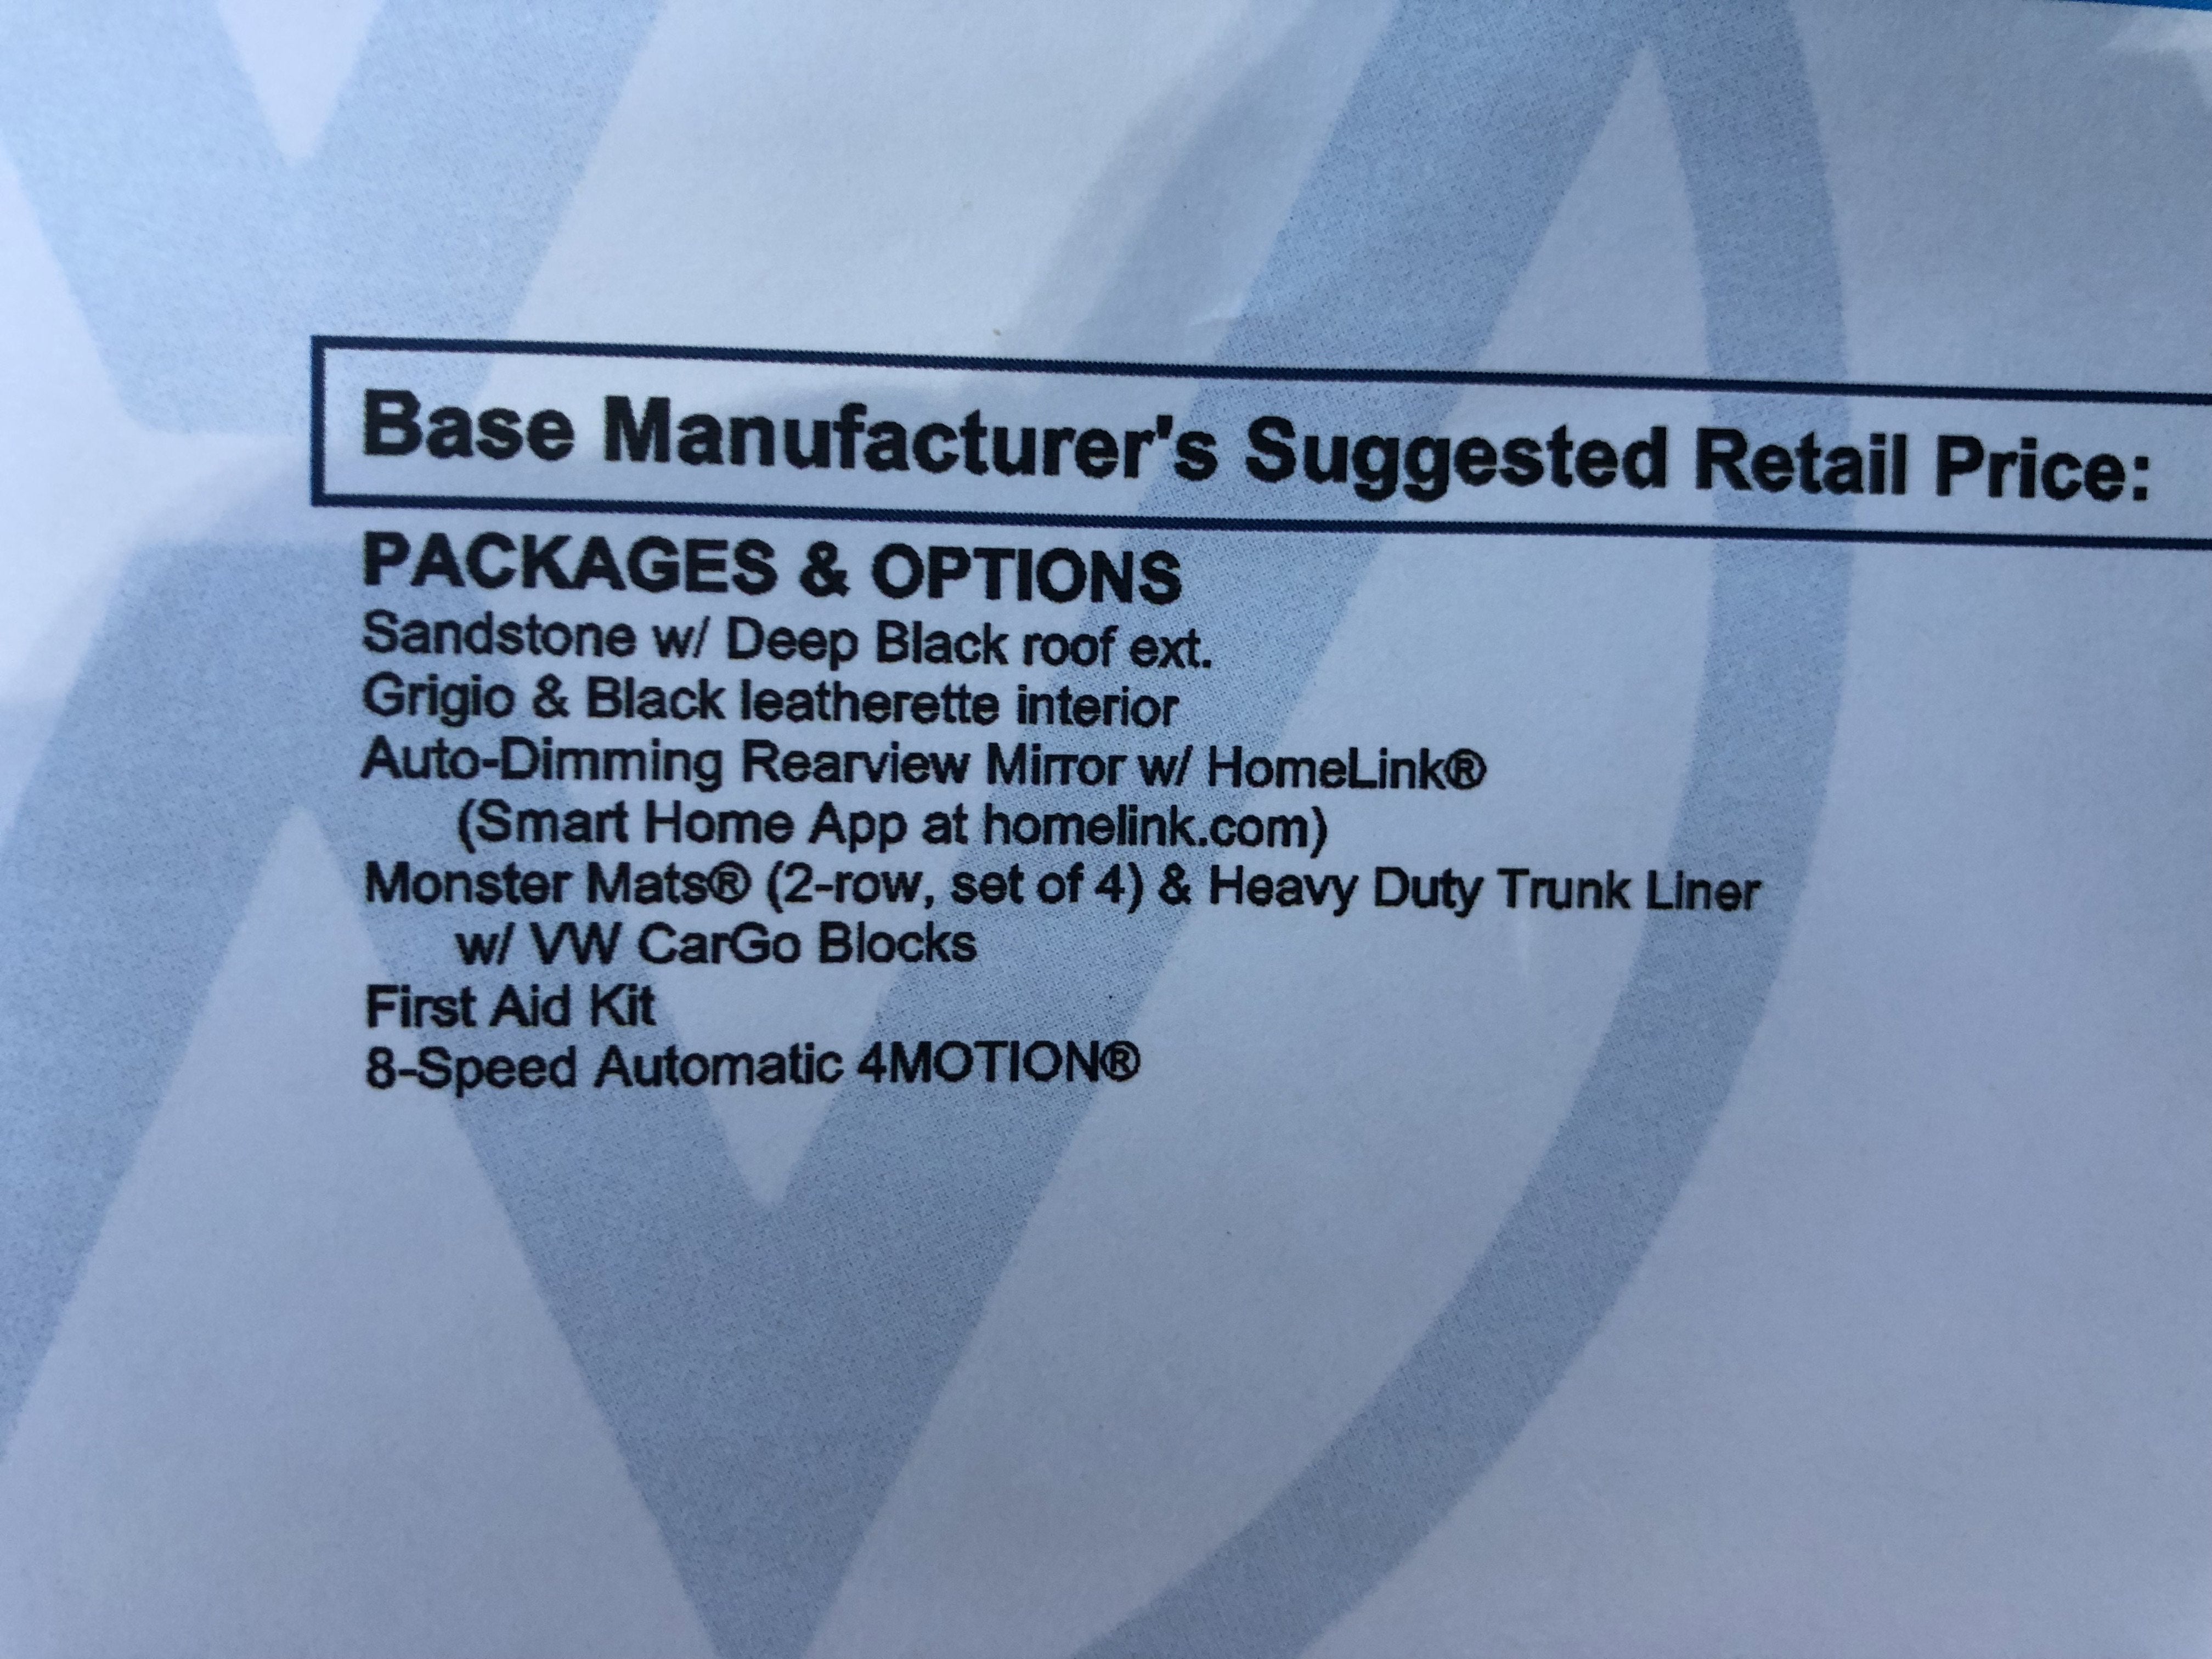 Base Manufacturer's Suggested Retail Price:
PACKAGES & OPTIONS
Sandstone w/ Deep Black roof ext.
Grigio & Black leatherette interior
Auto-Dimming Rearview Mirror w/ HomeLink®
(Smart Home App at homelink.com)
Monster Mats® (2-row, set of 4) & Heavy Duty Trunk Liner
w/ VW CarGo Blocks
First Aid Kit
8-Speed Automatic 4MOTION®